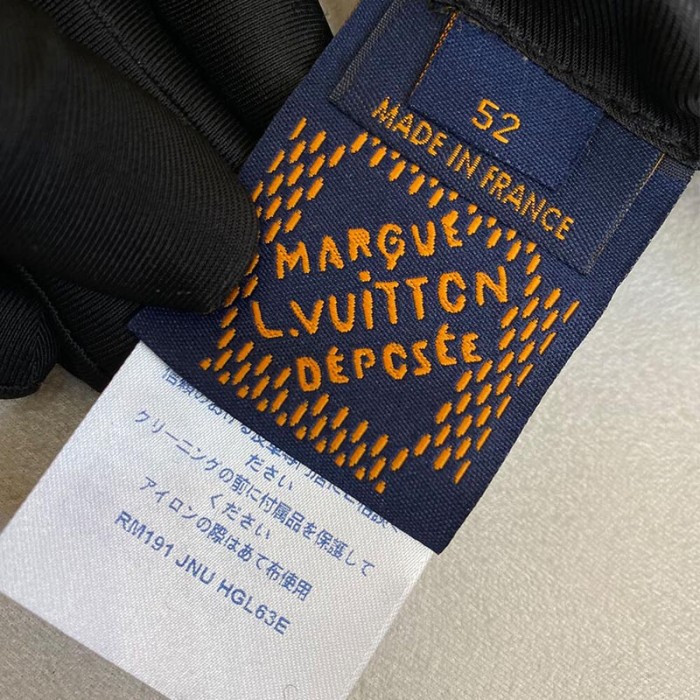 52
MADE IN FRANCE
MARQUE
L.VUITTON
DÉPOSÉE
ださい
クリーニングの前に付属品を保護して
ください
アイロンの際はあて布使用
RM191 JNU HGL63E